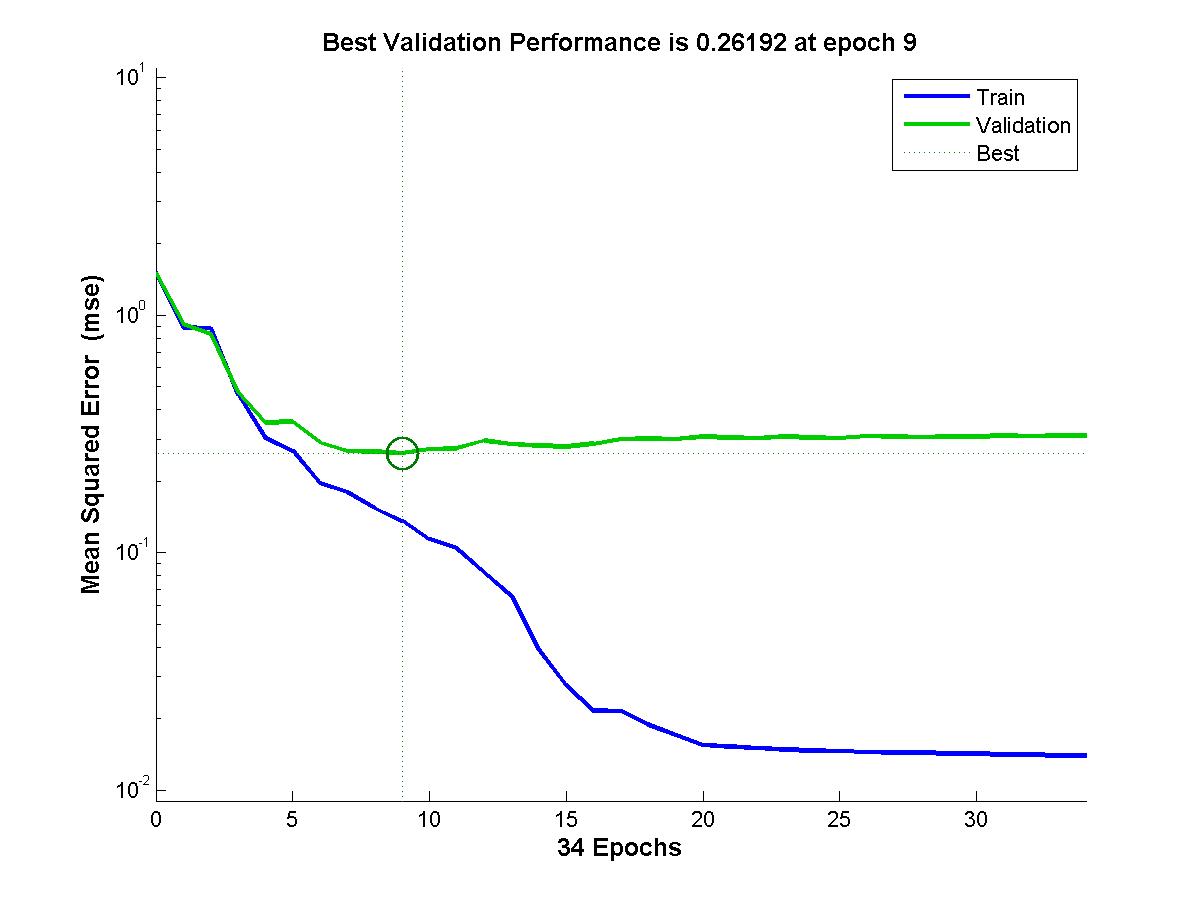 Best Validation Performance is 0.26192 at epoch 9
Train
Validation
Best
Mean Squared Error (mse)
10^1
10^0
10^-1
10^-2
0 5 10 15 20 25 30
34 Epochs